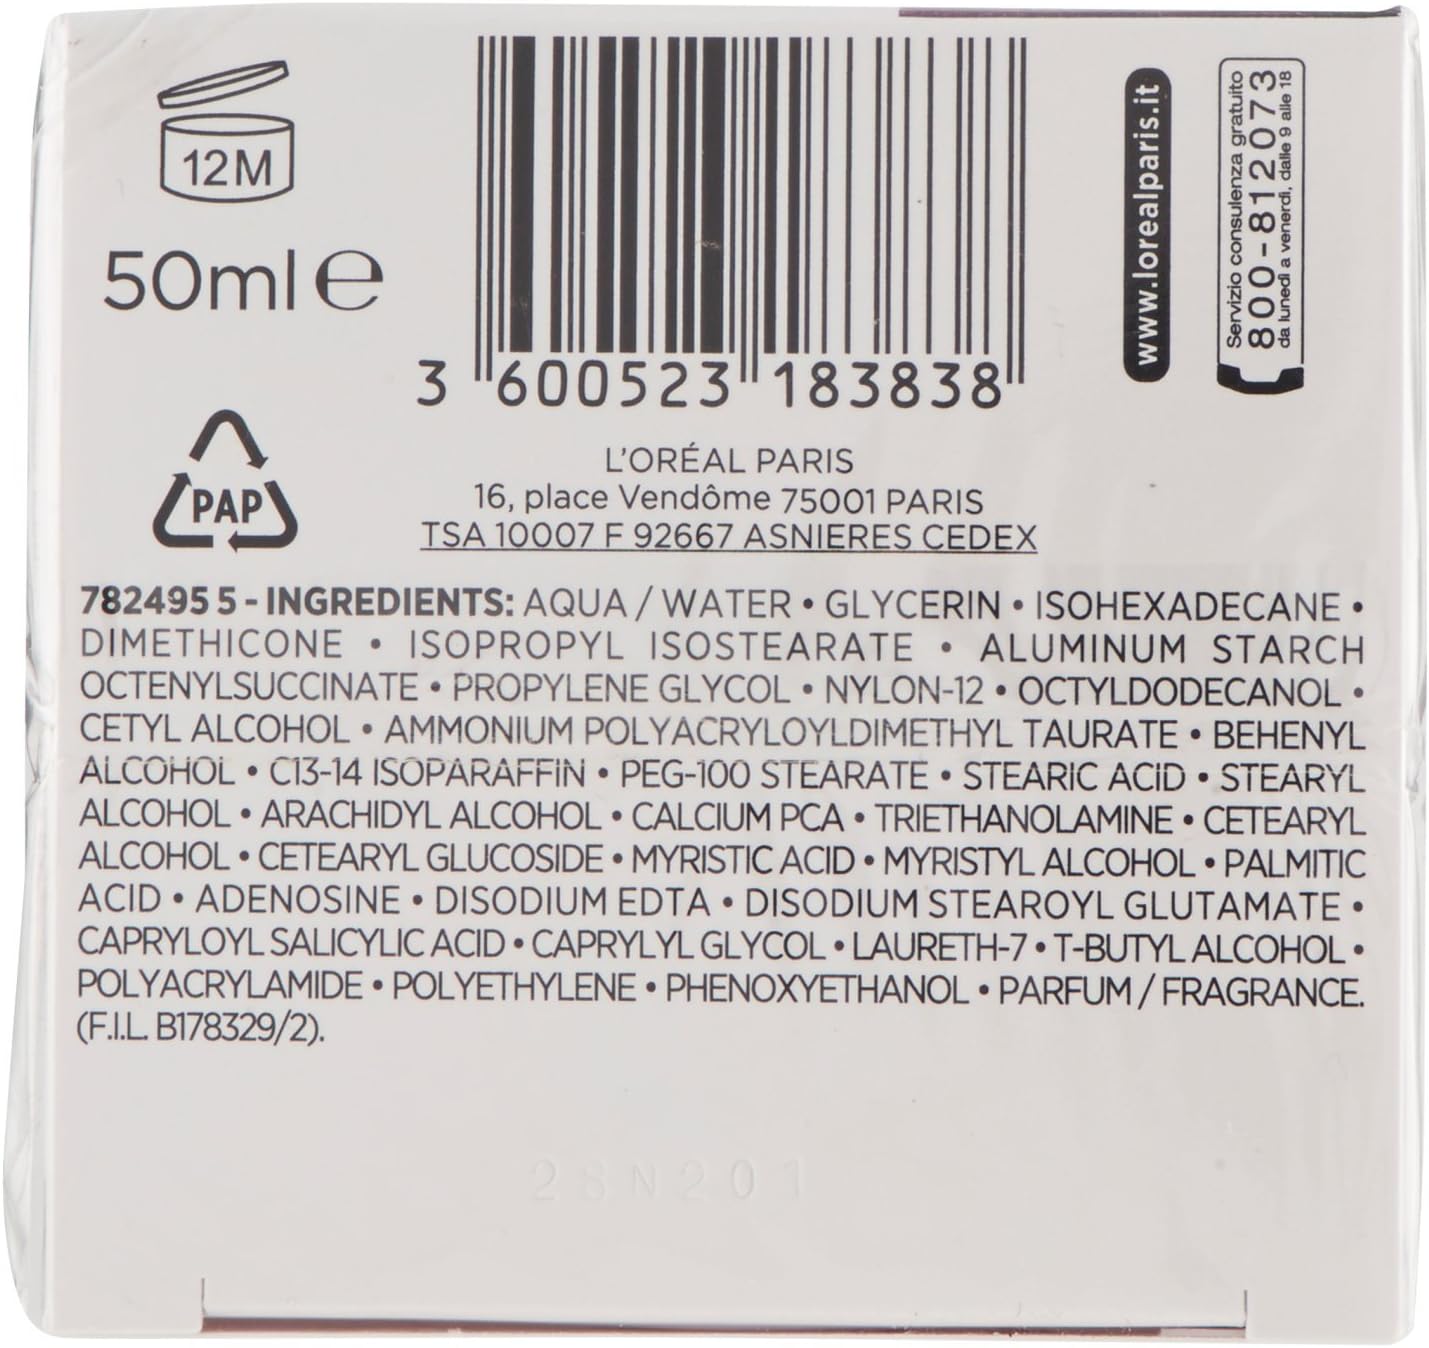 12M
50ml e
3 600523 183838
www.lorealparis.it
Servizio consulenza gratuito
800-812073
da lunedì a venerdì, dalle 9 alle 18
PAP
L'ORÉAL PARIS
16, place Vendôme 75001 PARIS
TSA 10007 F 92667 ASNIERES CEDEX
782495 5 - INGREDIENTS: AQUA / WATER • GLYCERIN • ISOHEXADECANE •
DIMETHICONE • ISOPROPYL ISOSTEARATE • ALUMINUM STARCH
OCTENYLSUCCINATE • PROPYLENE GLYCOL • NYLON-12 • OCTYLDODECANOL •
CETYL ALCOHOL • AMMONIUM POLYACRYLOYLDIMETHYL TAURATE • BEHENYL
ALCOHOL • C13-14 ISOPARAFFIN • PEG-100 STEARATE • STEARIC ACID • STEARYL
ALCOHOL • ARACHIDYL ALCOHOL • CALCIUM PCA • TRIETHANOLAMINE • CETEARYL
ALCOHOL • CETEARYL GLUCOSIDE • MYRISTIC ACID • MYRISTYL ALCOHOL • PALMITIC
ACID • ADENOSINE • DISODIUM EDTA • DISODIUM STEAROYL GLUTAMATE •
CAPRYLOYL SALICYLIC ACID • CAPRYLYL GLYCOL • LAURETH-7 • T-BUTYL ALCOHOL •
POLYACRYLAMIDE • POLYETHYLENE • PHENOXYETHANOL • PARFUM / FRAGRANCE.
(F.I.L. B178329/2).